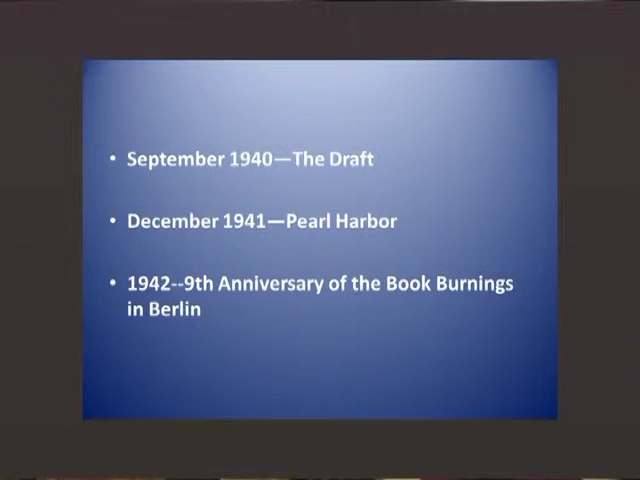 • September 1940—The Draft
• December 1941—Pearl Harbor
• 1942--9th Anniversary of the Book Burnings
in Berlin